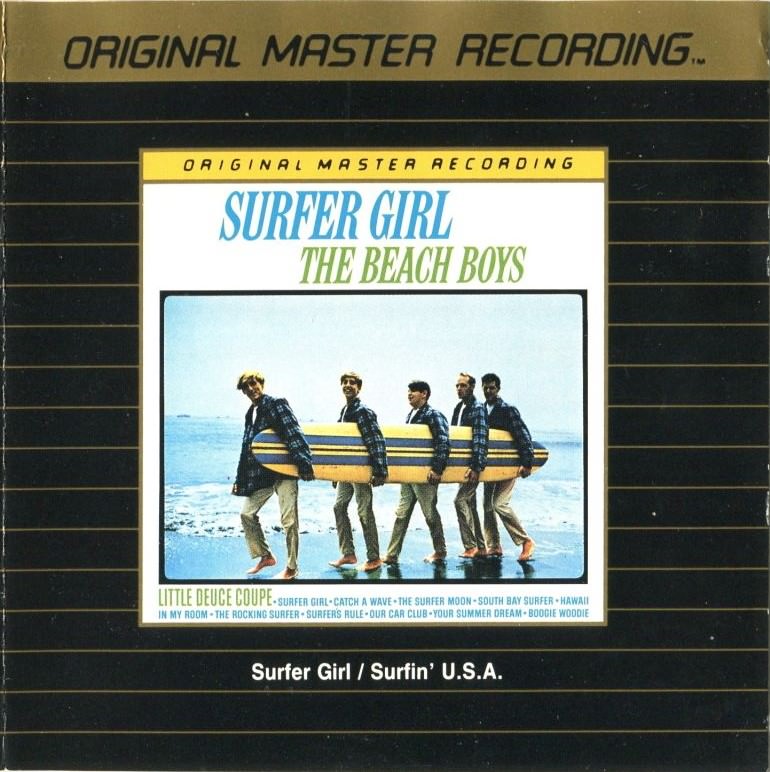 ORIGINAL MASTER RECORDING™
ORIGINAL MASTER RECORDING
SURFER GIRL
THE BEACH BOYS
LITTLE DEUCE COUPE • SURFER GIRL • CATCH A WAVE • THE SURFER MOON • SOUTH BAY SURFER • HAWAII
IN MY ROOM • THE ROCKING SURFER • SURFER'S RULE • OUR CAR CLUB • YOUR SUMMER DREAM • BOOGIE WOODIE
Surfer Girl / Surfin' U.S.A.